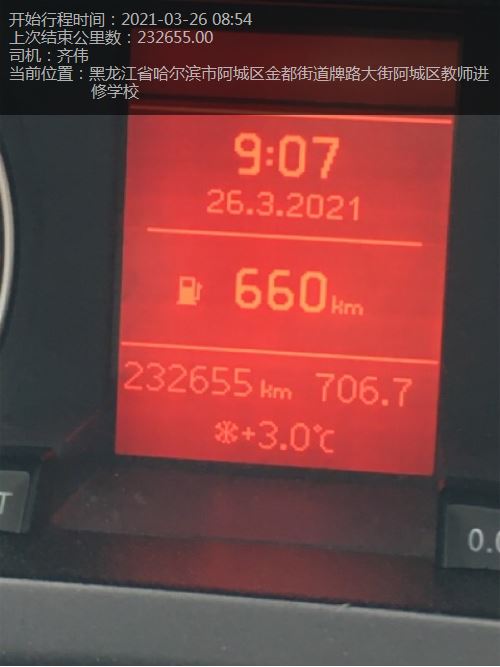 开始行程时间：2021-03-26 08:54
上次结束公里数：232655.00
司机：齐伟
当前位置：黑龙江省哈尔滨市阿城区金都街道牌路大街阿城区教师进
修学校
9:07
26.3.2021
660km
232655km 706.7
+3.0℃
T